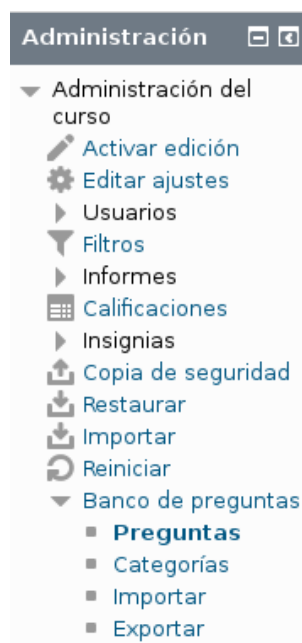 Administración
Administración del
curso
Activar edición
Editar ajustes
Usuarios
Filtros
Informes
Calificaciones
Insignias
Copia de seguridad
Restaurar
Importar
Reiniciar
Banco de preguntas
Preguntas
Categorías
Importar
Exportar